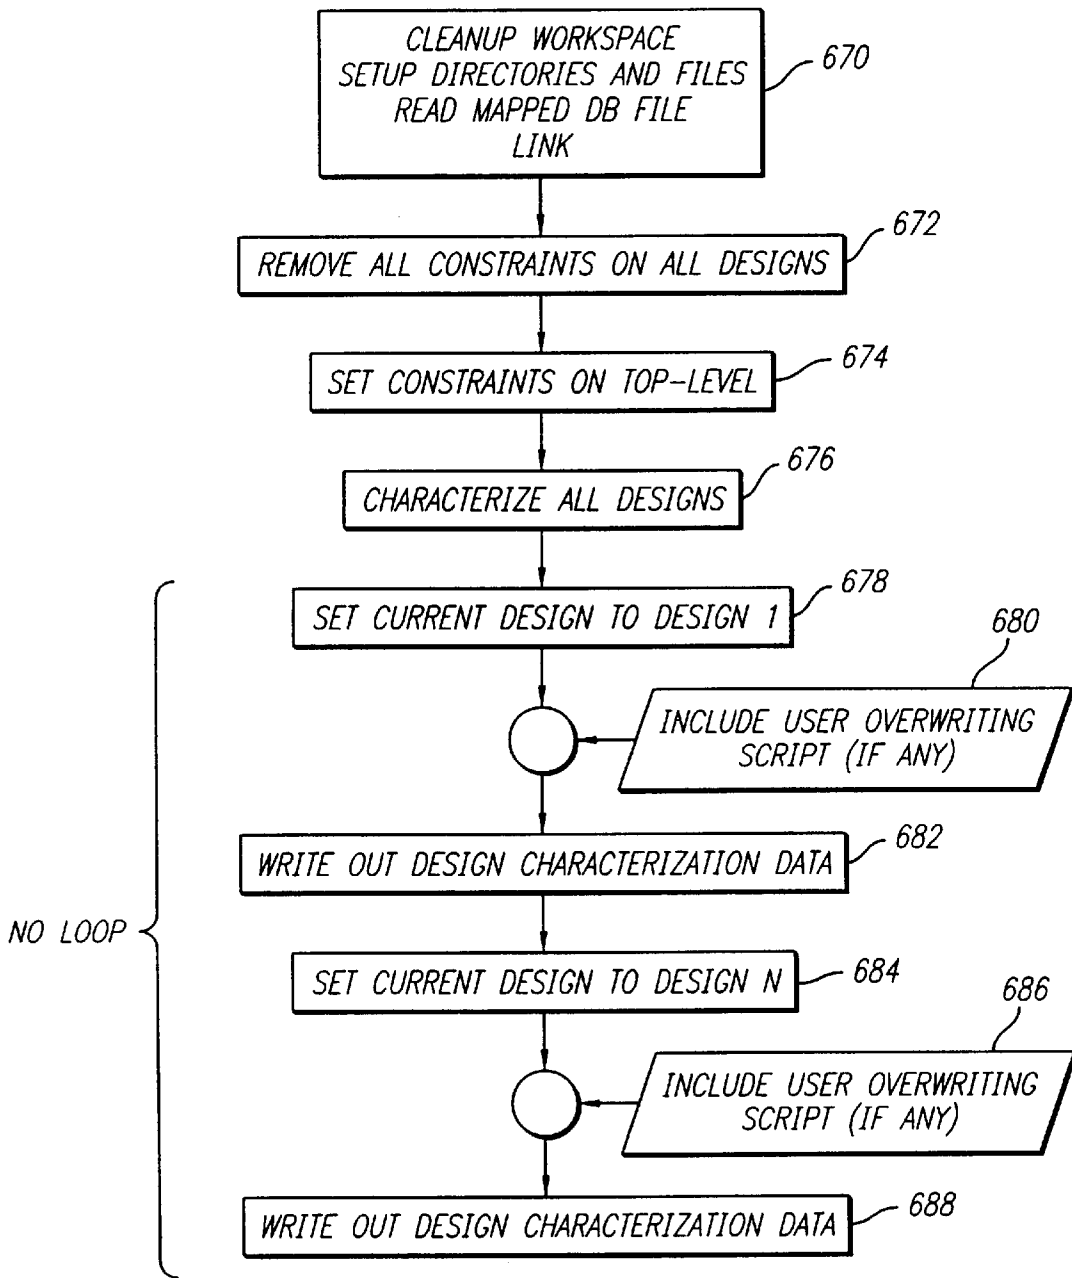 CLEANUP WORKSPACE
SETUP DIRECTORIES AND FILES
READ MAPPED DB FILE
LINK
670
REMOVE ALL CONSTRAINTS ON ALL DESIGNS
672
SET CONSTRAINTS ON TOP-LEVEL
674
CHARACTERIZE ALL DESIGNS
676
SET CURRENT DESIGN TO DESIGN 1
678
680
INCLUDE USER OVERWRITING
SCRIPT (IF ANY)
WRITE OUT DESIGN CHARACTERIZATION DATA
682
NO LOOP
SET CURRENT DESIGN TO DESIGN N
684
686
INCLUDE USER OVERWRITING
SCRIPT (IF ANY)
WRITE OUT DESIGN CHARACTERIZATION DATA
688